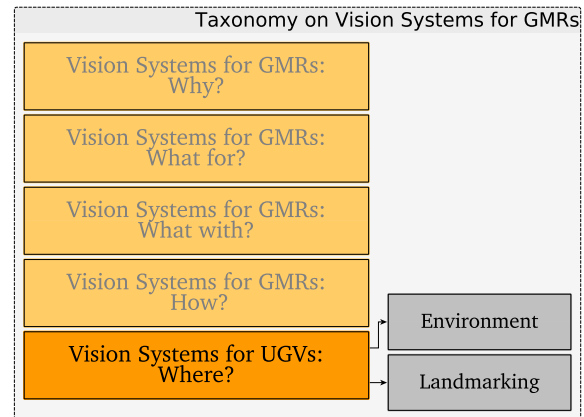 Taxonomy on Vision Systems for GMRs
Vision Systems for GMRs:
Why?
Vision Systems for GMRs:
What for?
Vision Systems for GMRs:
What with?
Vision Systems for GMRs:
How?
Vision Systems for UGVs:
Where?
Environment
Landmarking